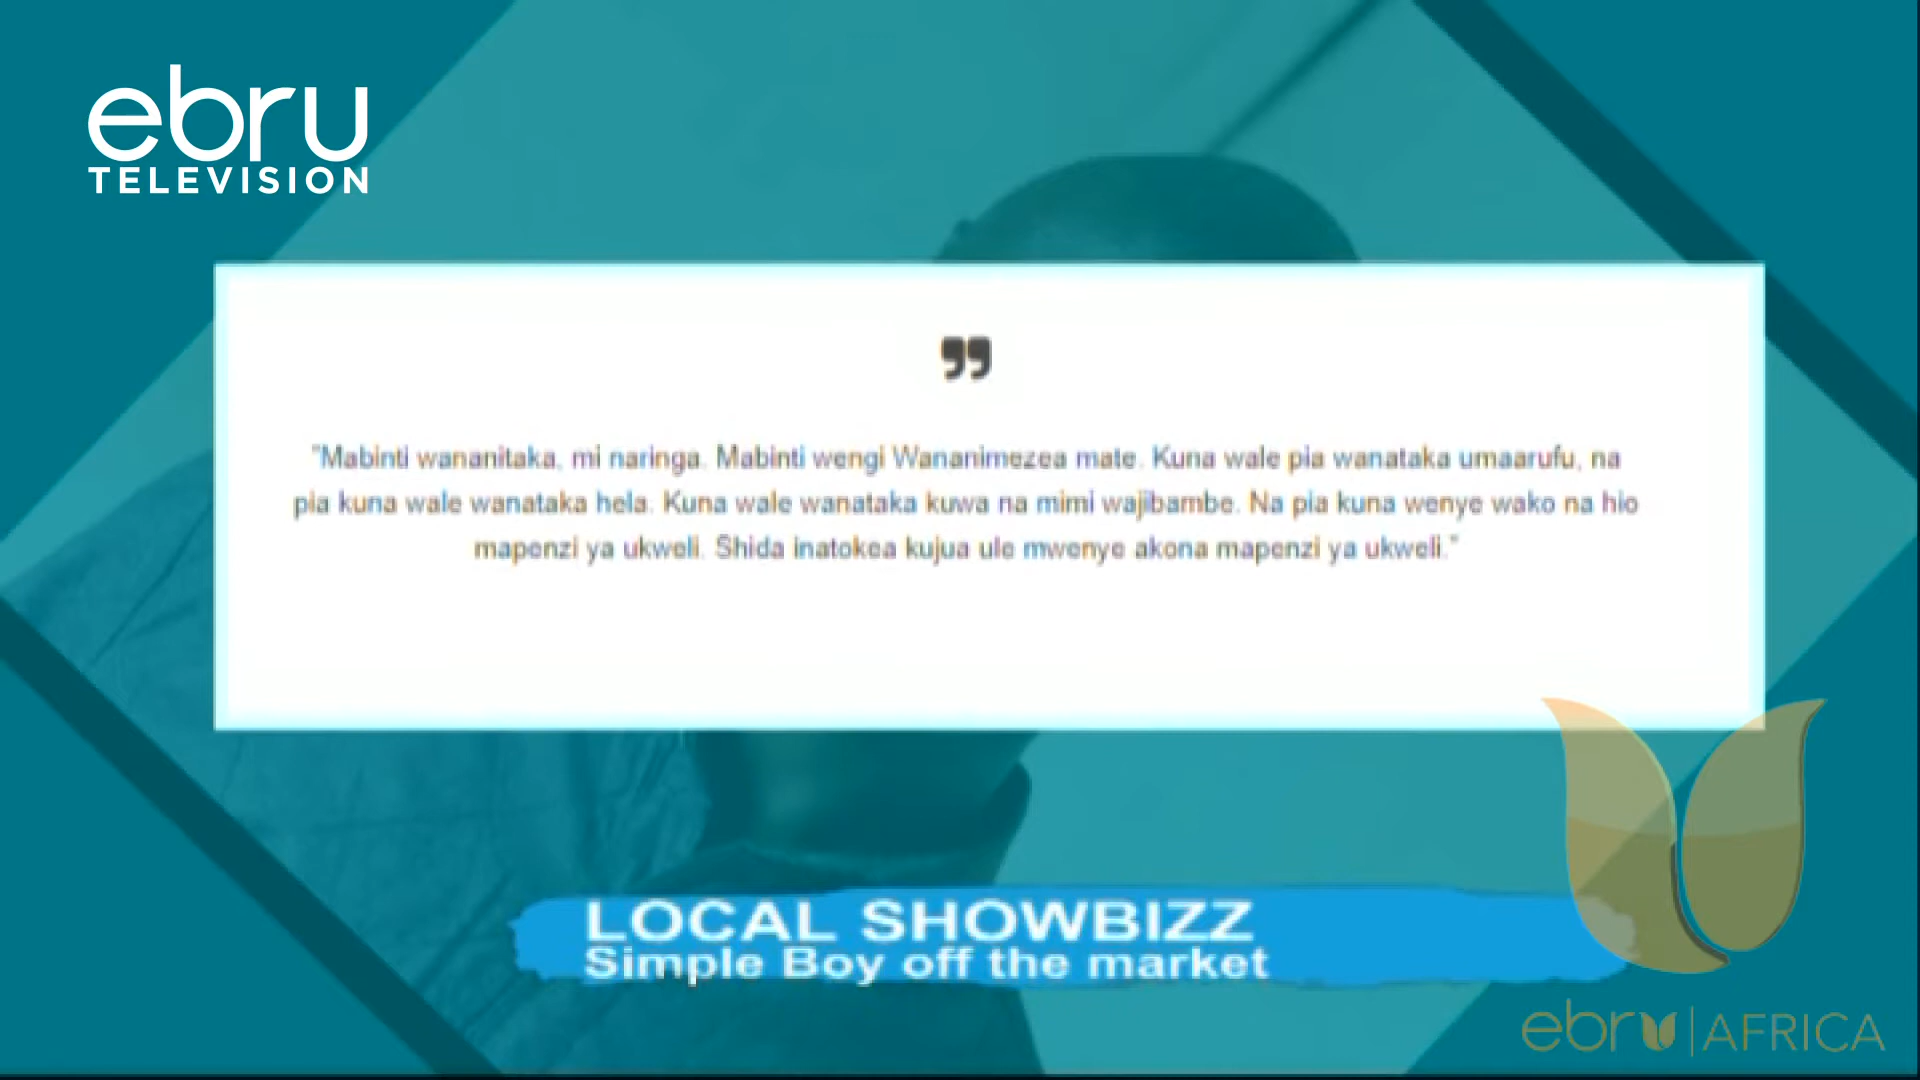 ebru
TELEVISION
"Mabinti wananitaka, mi naringa. Mabinti wengi Wananimezea mate. Kuna wale pia wanataka umaarufu, na
pia kuna wale wanataka hela. Kuna wale wanataka kuwa na mimi wajibambe. Na pia kuna wenye wako na hio
mapenzi ya ukweli. Shida inatokea kujua ule mwenye akona mapenzi ya ukweli."
LOCAL SHOWBIZZ
Simple Boy off the market
ebru | AFRICA